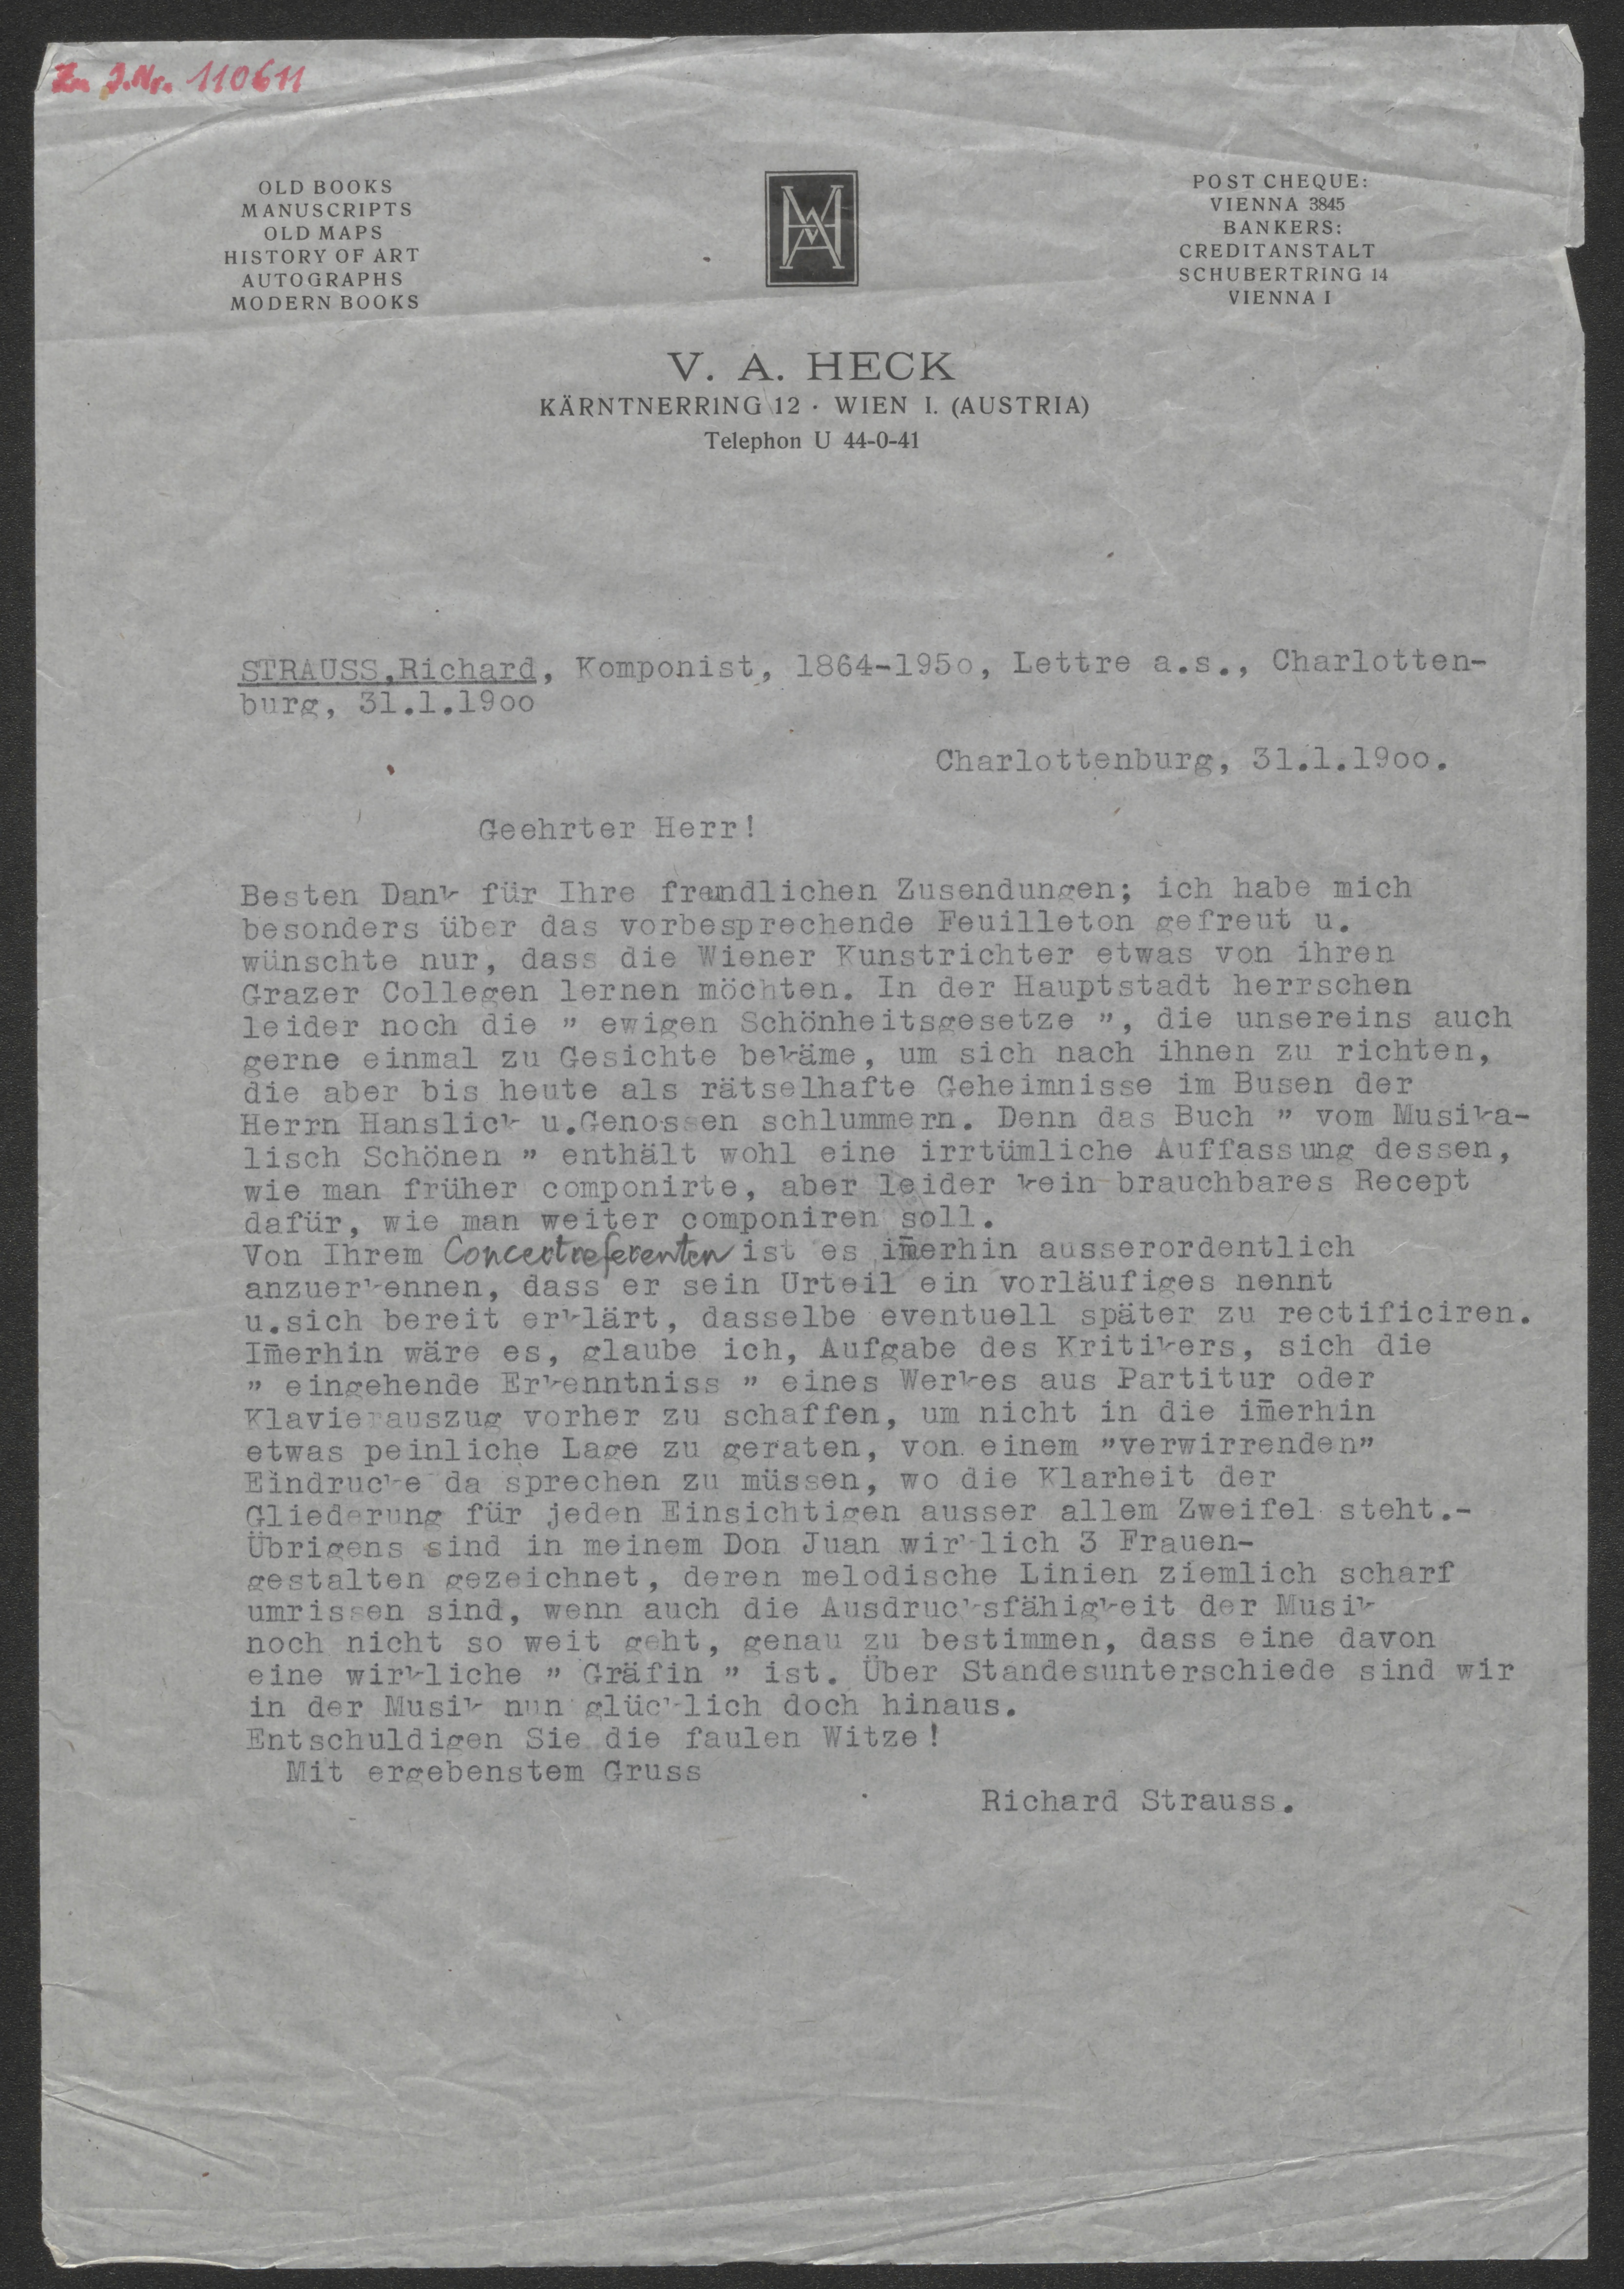 Zu J.Nr. 110611
OLD BOOKS
MANUSCRIPTS
OLD MAPS
HISTORY OF ART
AUTOGRAPHS
MODERN BOOKS
VAH
POST CHEQUE:
VIENNA 3845
BANKERS:
CREDITANSTALT
SCHUBERTRING 14
VIENNA I
V. A. HECK
KÄRNTNERRING 12 · WIEN I. (AUSTRIA)
Telephon U 44-0-41
STRAUSS,Richard, Komponist, 1864-195o, Lettre a.s., Charlotten-
burg, 31.1.19oo
Charlottenburg, 31.1.19oo.
Geehrter Herr!
Besten Dank für Ihre freundlichen Zusendungen; ich habe mich
besonders über das vorbesprechende Feuilleton gefreut u.
wünschte nur, dass die Wiener Kunstrichter etwas von ihren
Grazer Collegen lernen möchten. In der Hauptstadt herrschen
leider noch die " ewigen Schönheitsgesetze ", die unsereins auch
gerne einmal zu Gesichte bekäme, um sich nach ihnen zu richten,
die aber bis heute als rätselhafte Geheimnisse im Busen der
Herrn Hanslick u.Genossen schlummern. Denn das Buch " vom Musika-
lisch Schönen " enthält wohl eine irrtümliche Auffassung dessen,
wie man früher componirte, aber leider kein brauchbares Recept
dafür, wie man weiter componiren soll.
Von Ihrem Concertreferenten ist es im̄erhin ausserordentlich
anzuerkennen, dass er sein Urteil ein vorläufiges nennt
u.sich bereit erklärt, dasselbe eventuell später zu rectificiren.
Im̄erhin wäre es, glaube ich, Aufgabe des Kritikers, sich die
" eingehende Erkenntniss " eines Werkes aus Partitur oder
Klavierauszug vorher zu schaffen, um nicht in die im̄erhin
etwas peinliche Lage zu geraten, von einem "verwirrenden"
Eindrucke da sprechen zu müssen, wo die Klarheit der
Gliederung für jeden Einsichtigen ausser allem Zweifel steht.-
Übrigens sind in meinem Don Juan wirklich 3 Frauen-
gestalten gezeichnet, deren melodische Linien ziemlich scharf
umrissen sind, wenn auch die Ausdrucksfähigkeit der Musik
noch nicht so weit geht, genau zu bestimmen, dass eine davon
eine wirkliche " Gräfin " ist. Über Standesunterschiede sind wir
in der Musik nun glücklich doch hinaus.
Entschuldigen Sie die faulen Witze!
Mit ergebenstem Gruss
Richard Strauss.